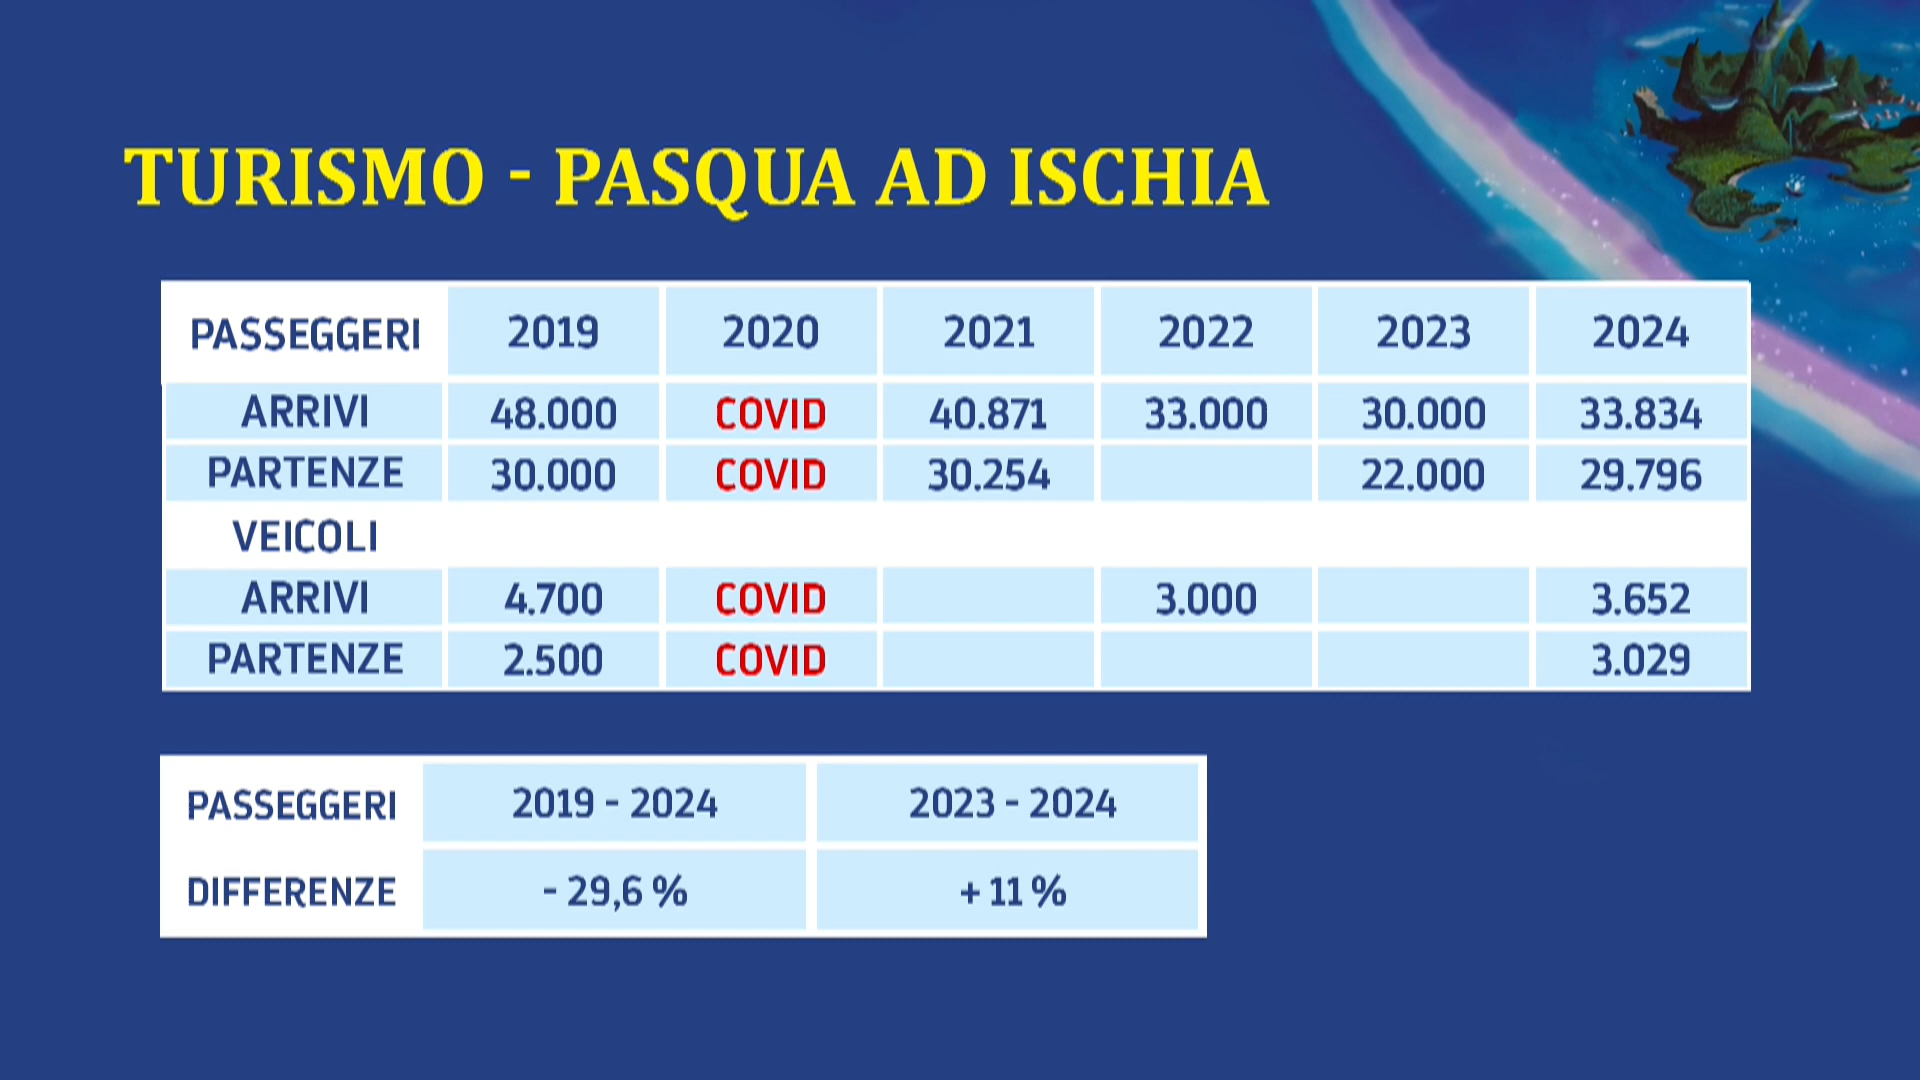 TURISMO - PASQUA AD ISCHIA
PASSEGGERI 2019 2020 2021 2022 2023 2024
ARRIVI 48.000 COVID 40.871 33.000 30.000 33.834
PARTENZE 30.000 COVID 30.254 22.000 29.796
VEICOLI
ARRIVI 4.700 COVID 3.000 3.652
PARTENZE 2.500 COVID 3.029
PASSEGGERI 2019 - 2024 2023 - 2024
DIFFERENZE - 29,6 % + 11 %